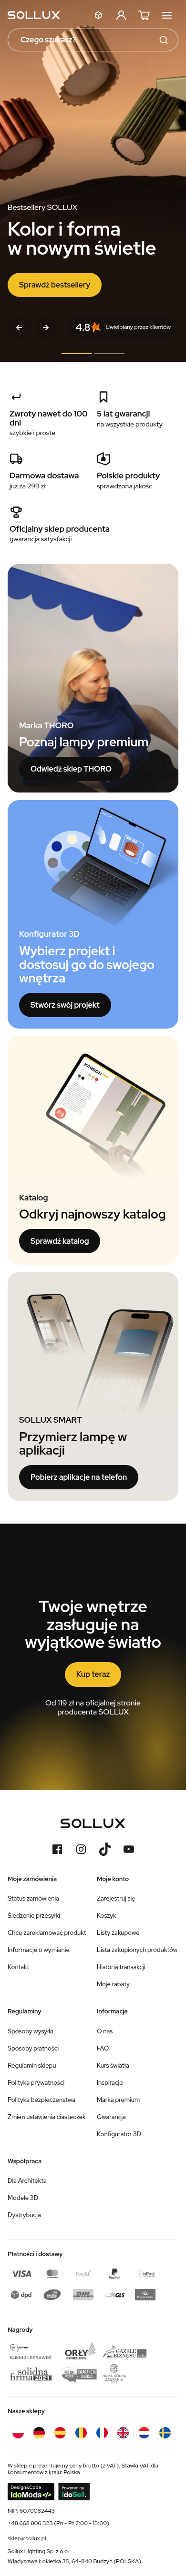 SOLLUX
Czego szukasz?
Bestsellery SOLLUX
Kolor i forma
w nowym świetle
Sprawdź bestsellery
4.8 Uwielbiany przez klientów
Zwroty nawet do 100
dni
szybkie i proste
5 lat gwarancji
na wszystkie produkty
Darmowa dostawa
już za 299 zł
Polskie produkty
sprawdzona jakość
Oficjalny sklep producenta
gwarancja satysfakcji
Marka THORO
Poznaj lampy premium
Odwiedź sklep THORO
Konfigurator 3D
Wybierz projekt i
dostosuj go do swojego
wnętrza
Stwórz swój projekt
Katalog
Odkryj najnowszy katalog
Sprawdź katalog
SOLLUX SMART
Przymierz lampę w
aplikacji
Pobierz aplikacje na telefon
Twoje wnętrze
zasługuje na
wyjątkowe światło
Kup teraz
Od 119 zł na oficjalnej stronie
producenta SOLLUX
SOLLUX
Moje zamówienia
Status zamówienia
Śledzenie przesyłki
Chcę zareklamować produkt
Informacje o wymianie
Kontakt
Moje konto
Zarejestruj się
Koszyk
Listy zakupowe
Lista zakupionych produktów
Historia transakcji
Moje rabaty
Regulaminy
Sposoby wysyłki
Sposoby płatności
Regulamin sklepu
Polityka prywatności
Polityka bezpieczeństwa
Zmień ustawienia ciasteczek
Informacje
O nas
FAQ
Kurs światła
Inspiracje
Marka premium
Gwarancja
Konfigurator 3D
Współpraca
Dla Architekta
Modele 3D
Dystrybucja
Płatności i dostawy
VISA
mastercard
PayU
PayPal
InPost
dpd
DHL
GLS
Nagrody
KLIKNIJ I SPRAWDŹ
ORŁY
GAZELE
BIZNESU
solidna
firma 2024
Nasze sklepy
W sklepie prezentujemy ceny brutto (z VAT). Stawki VAT dla
konsumentów z kraju: Polska.
Design&Code
IdoMods
Powered by
IdoSell
NIP: 6070082443
+48 668 806 323 (Pn - Pt 7:00 - 15:00)
sklep@sollux.pl
Sollux Lighting Sp. z o.o.
Władysława Łokietka 35, 64-840 Budzyń (POLSKA)